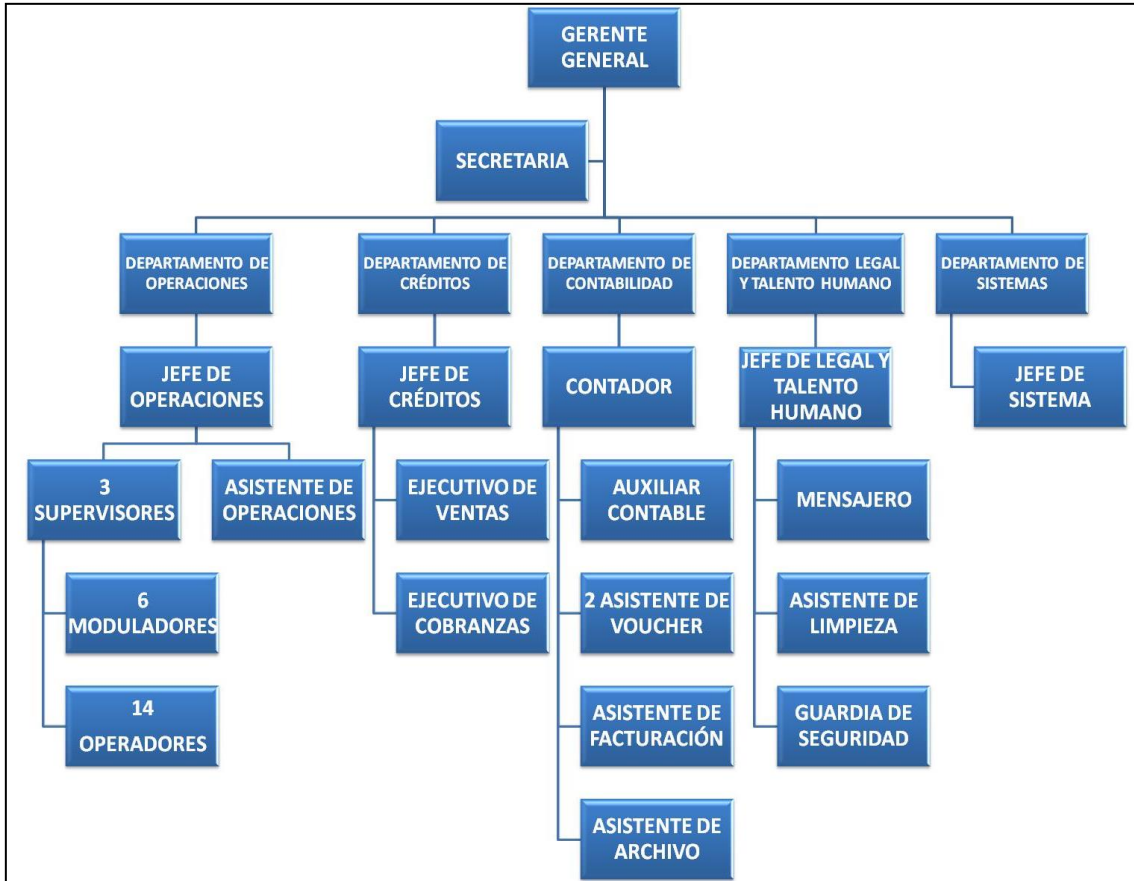 GERENTE
GENERAL
SECRETARIA
DEPARTAMENTO DE
OPERACIONES
DEPARTAMENTO DE
CRÉDITOS
DEPARTAMENTO DE
CONTABILIDAD
DEPARTAMENTO LEGAL
Y TALENTO HUMANO
DEPARTAMENTO DE
SISTEMAS
JEFE DE
OPERACIONES
JEFE DE
CRÉDITOS
CONTADOR
JEFE DE LEGAL Y
TALENTO
HUMANO
JEFE DE
SISTEMA
3
SUPERVISORES
ASISTENTE DE
OPERACIONES
EJECUTIVO DE
VENTAS
AUXILIAR
CONTABLE
MENSAJERO
6
MODULADORES
EJECUTIVO DE
COBRANZAS
2 ASISTENTE DE
VOUCHER
ASISTENTE DE
LIMPIEZA
14
OPERADORES
ASISTENTE DE
FACTURACIÓN
GUARDIA DE
SEGURIDAD
ASISTENTE DE
ARCHIVO